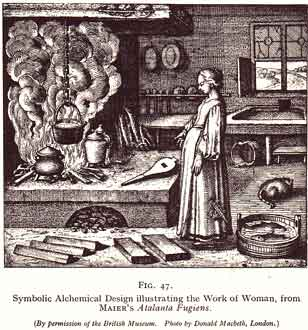 FIG. 47.
Symbolic Alchemical Design illustrating the Work of Woman, from
MAIER'S Atalanta Fugiens.
(By permission of the British Museum. Photo by Donald Macbeth, London.)